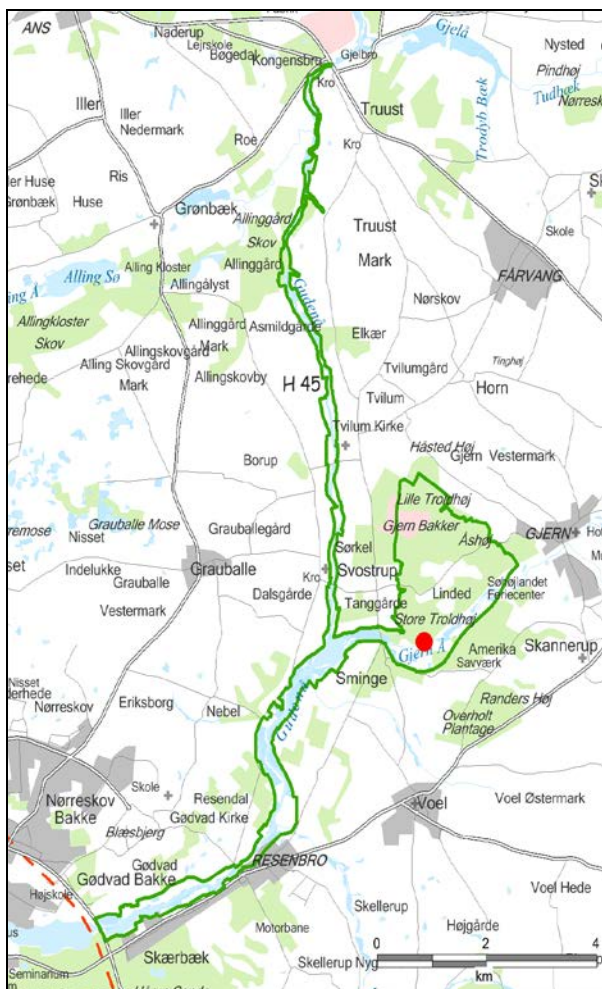 ANS
Naderup
Lejrskole
Bøgedal
Kongensbro
Gjelbro
Gjelå
Nysted
Pindhøj
Tudbæk
Nørreskov
Iller
Kro
Truust
Trodyb Bæk
Iller
Nedermark
Roe
Kro
Ris
Huse
Grønbæk
Grønbæk
Allinggård
Skov
Truust
Mark
Skole
FÅRVANG
Alling Sø
Alling Kloster
Allinggård
Allingålyst
Gudenå
Nørskov
Allingkloster
Skov
Allinggård
Mark
Asmildgårde
Elkær
Tinghøj
Allingskovgård
Alling Skovgård
Mark
Allingskovby
H 45
Tvilumgård
Horn
Tvilum
Tvilum Kirke
Håsted Høj
Gjern Vestermark
Borup
Lille Troldhøj
Gjern Bakker
Åshøj
GJERN
Grauballe Mose
Nisset
Grauballegård
Sørkel
Indelukke
Grauballe
Grauballe
Kro
Svostrup
Linded
Søhøjlandet
Feriecenter
Vestermark
Dalsgårde
Tanggårde
Store Troldhøj
Gjern Å
Amerika
Savværk
Skannerup
Sminge
Nisset
Nørreskov
Eriksborg
Nebel
Gudenå
Randers Høj
Overholt
Plantage
Nørreskov
Bakke
Skole
Resendal
Gødvad Kirke
Voel
Voel Østermark
Blæsbjerg
Gødvad
Gødvad Bakke
RESENBRO
Højskole
Voel Hede
Skellerup
Motorbane
Højgårde
Skærbæk
Skellerup Nyg
Seminarium
0 2 4
km